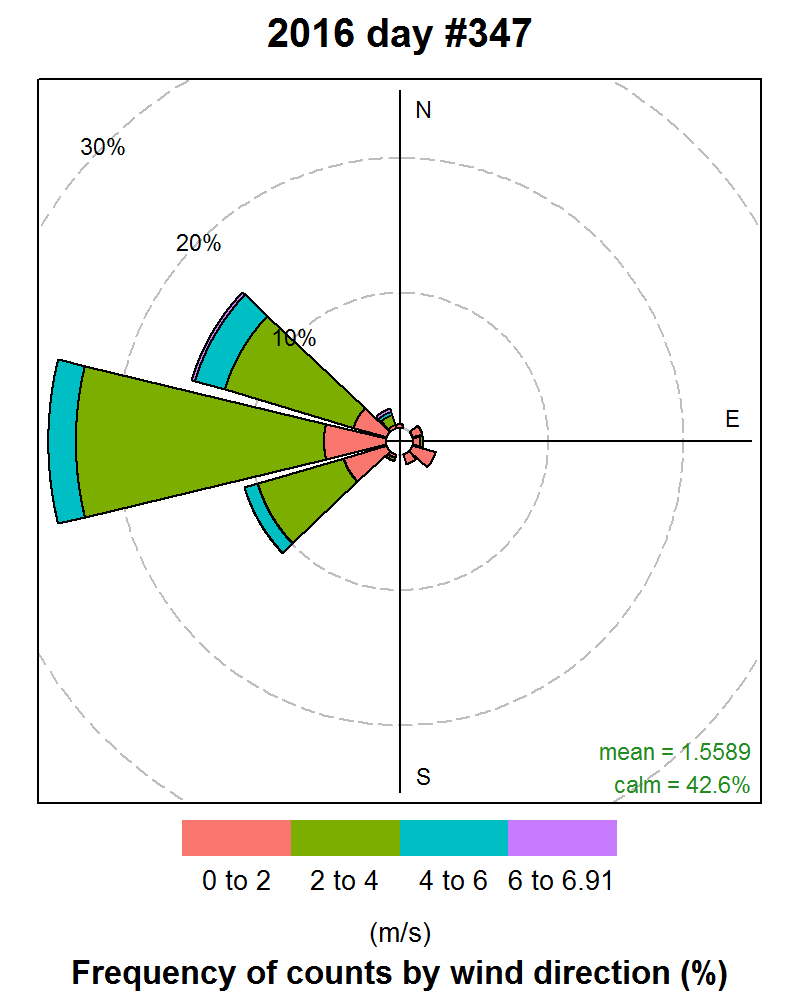 2016 day #347
N
30%
20%
10%
E
S
mean = 1.5589
calm = 42.6%
0 to 2 2 to 4 4 to 6 6 to 6.91
(m/s)
Frequency of counts by wind direction (%)